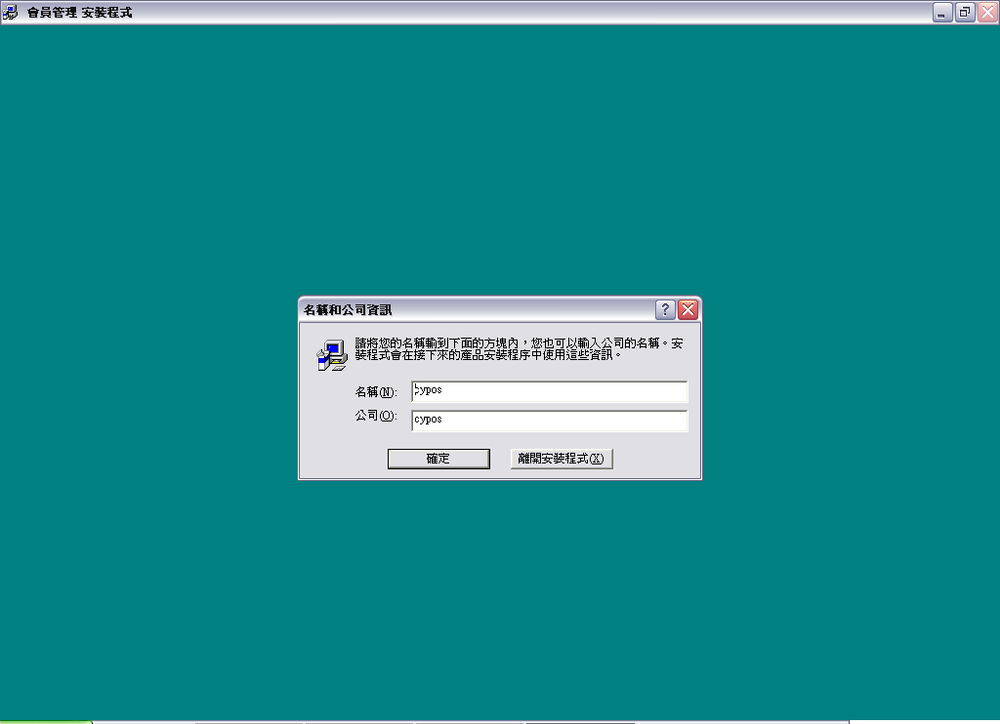 會員管理 安裝程式
名稱和公司資訊
請將您的名稱輸到下面的方塊內，您也可以輸入公司的名稱。安
裝程式會在接下來的產品安裝程序中使用這些資訊。
名稱(N): cypos
公司(O): cypos
確定 離開安裝程式(X)